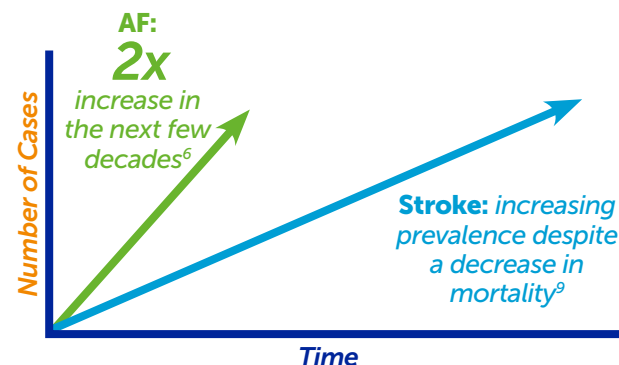 AF:
2x
increase in
the next few
decades⁶
Number of Cases
Stroke: increasing
prevalence despite
a decrease in
mortality⁹
Time